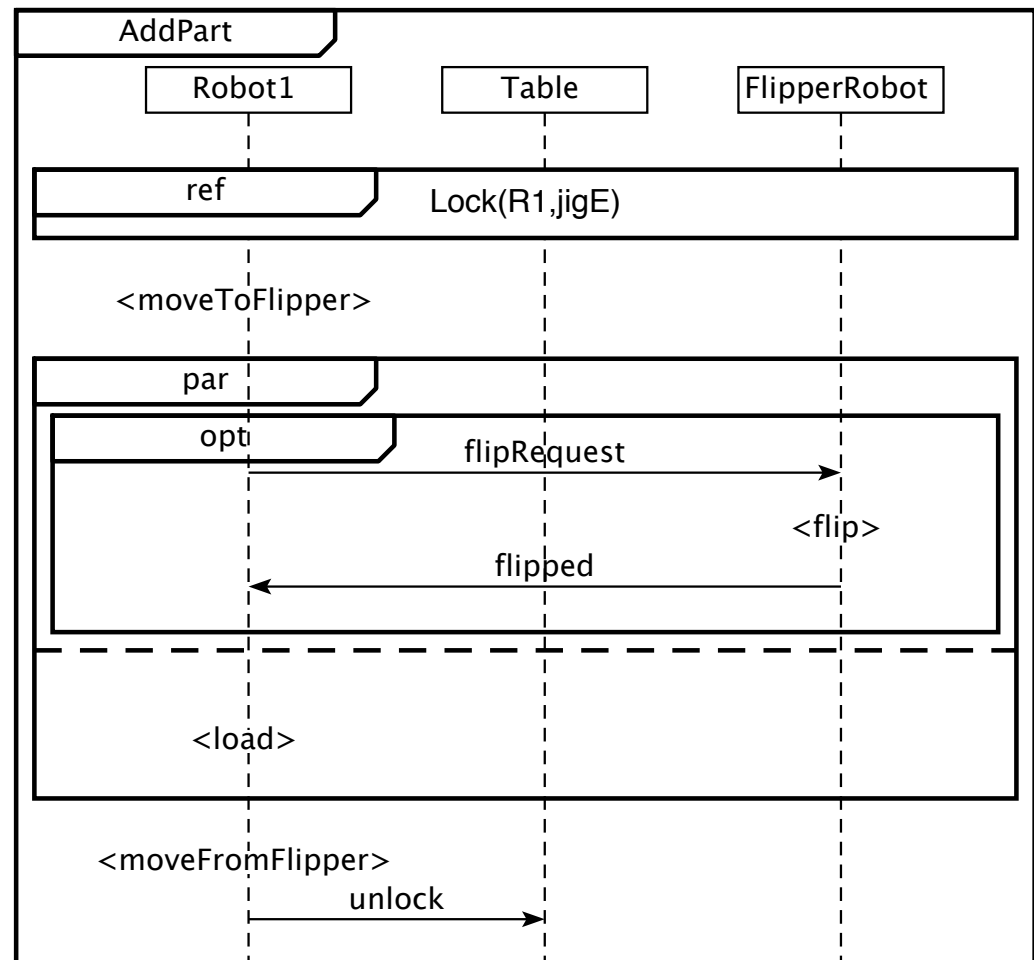 AddPart
Robot1 Table FlipperRobot
ref
Lock(R1,jigE)
<moveToFlipper>
par
opt
flipRequest
<flip>
flipped
<load>
<moveFromFlipper>
unlock